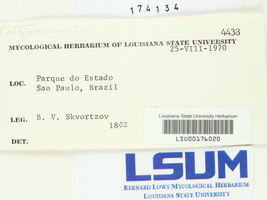 174134
4438
MYCOLOGICAL HERBARIUM OF LOUISIANA STATE UNIVERSITY
25-VIII-1970
LOC. Parque do Estado
Sao Paulo, Brazil
LEG. B. V. Skvortzov
1802
DET.
Louisiana State University Herbarium
LSU00176020
LSUM
BERNARD LOWY MYCOLOGICAL HERBARIUM
LOUISIANA STATE UNIVERSITY